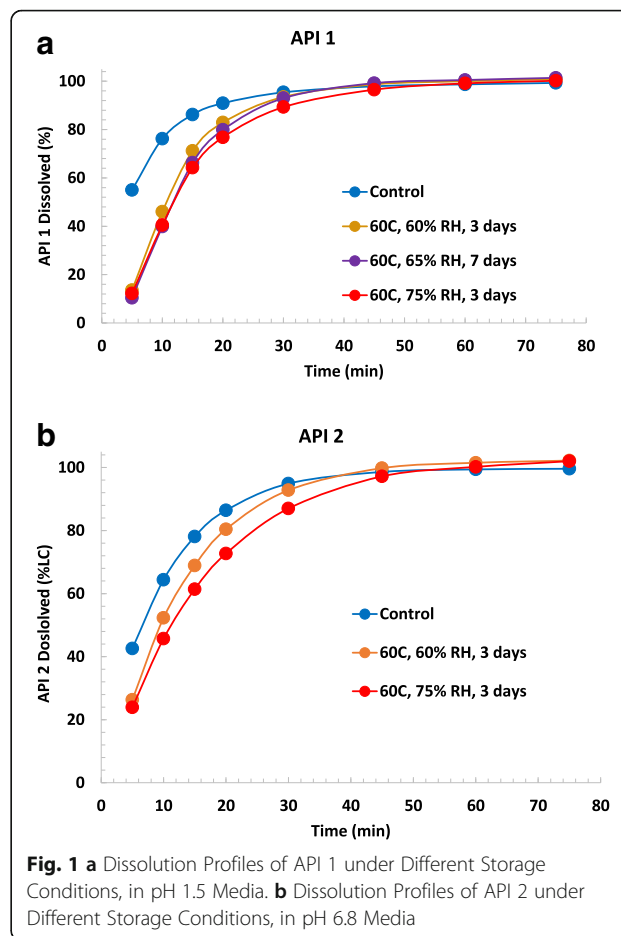 a
API 1
100
80
60
40
20
0
API 1 Dissolved (%)
Control
60C, 60% RH, 3 days
60C, 65% RH, 7 days
60C, 75% RH, 3 days
0 10 20 30 40 50 60 70 80
Time (min)
b
API 2
100
80
60
40
20
0
API 2 Doslolved (%LC)
Control
60C, 60% RH, 3 days
60C, 75% RH, 3 days
0 10 20 30 40 50 60 70 80
Time (min)
Fig. 1 a Dissolution Profiles of API 1 under Different Storage
Conditions, in pH 1.5 Media. b Dissolution Profiles of API 2 under
Different Storage Conditions, in pH 6.8 Media